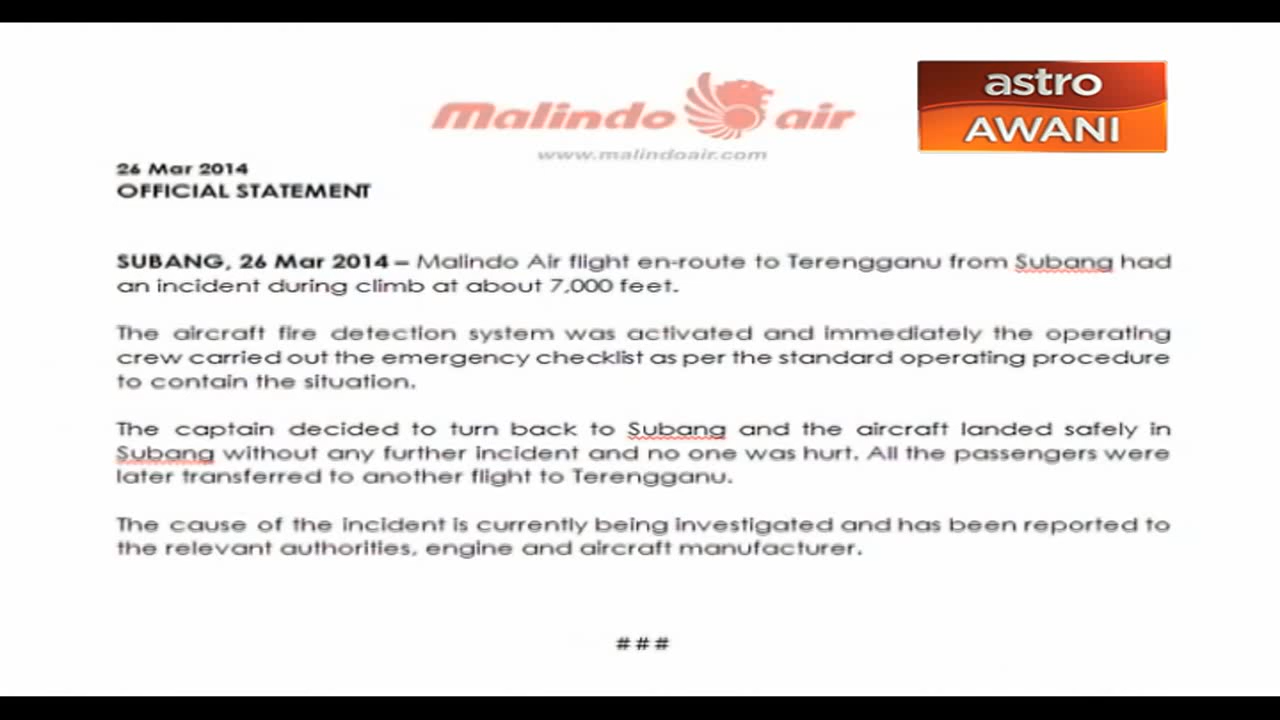 astro
AWANI
Malindo air
www.malindoair.com
26 Mar 2014
OFFICIAL STATEMENT
SUBANG, 26 Mar 2014 – Malindo Air flight en-route to Terengganu from Subang had
an incident during climb at about 7,000 feet.
The aircraft fire detection system was activated and immediately the operating
crew carried out the emergency checklist as per the standard operating procedure
to contain the situation.
The captain decided to turn back to Subang and the aircraft landed safely in
Subang without any further incident and no one was hurt. All the passengers were
later transferred to another flight to Terengganu.
The cause of the incident is currently being investigated and has been reported to
the relevant authorities, engine and aircraft manufacturer.
###